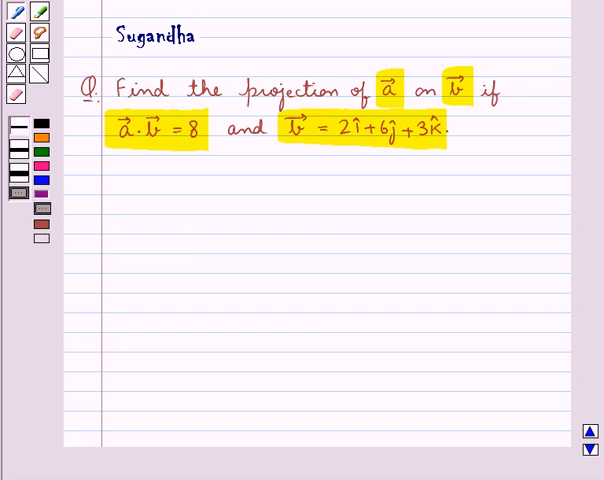 Sugandha
Q. Find the projection of a⃗ on b⃗ if
a⃗.b⃗ = 8 and b⃗ = 2î+6ĵ+3k̂.